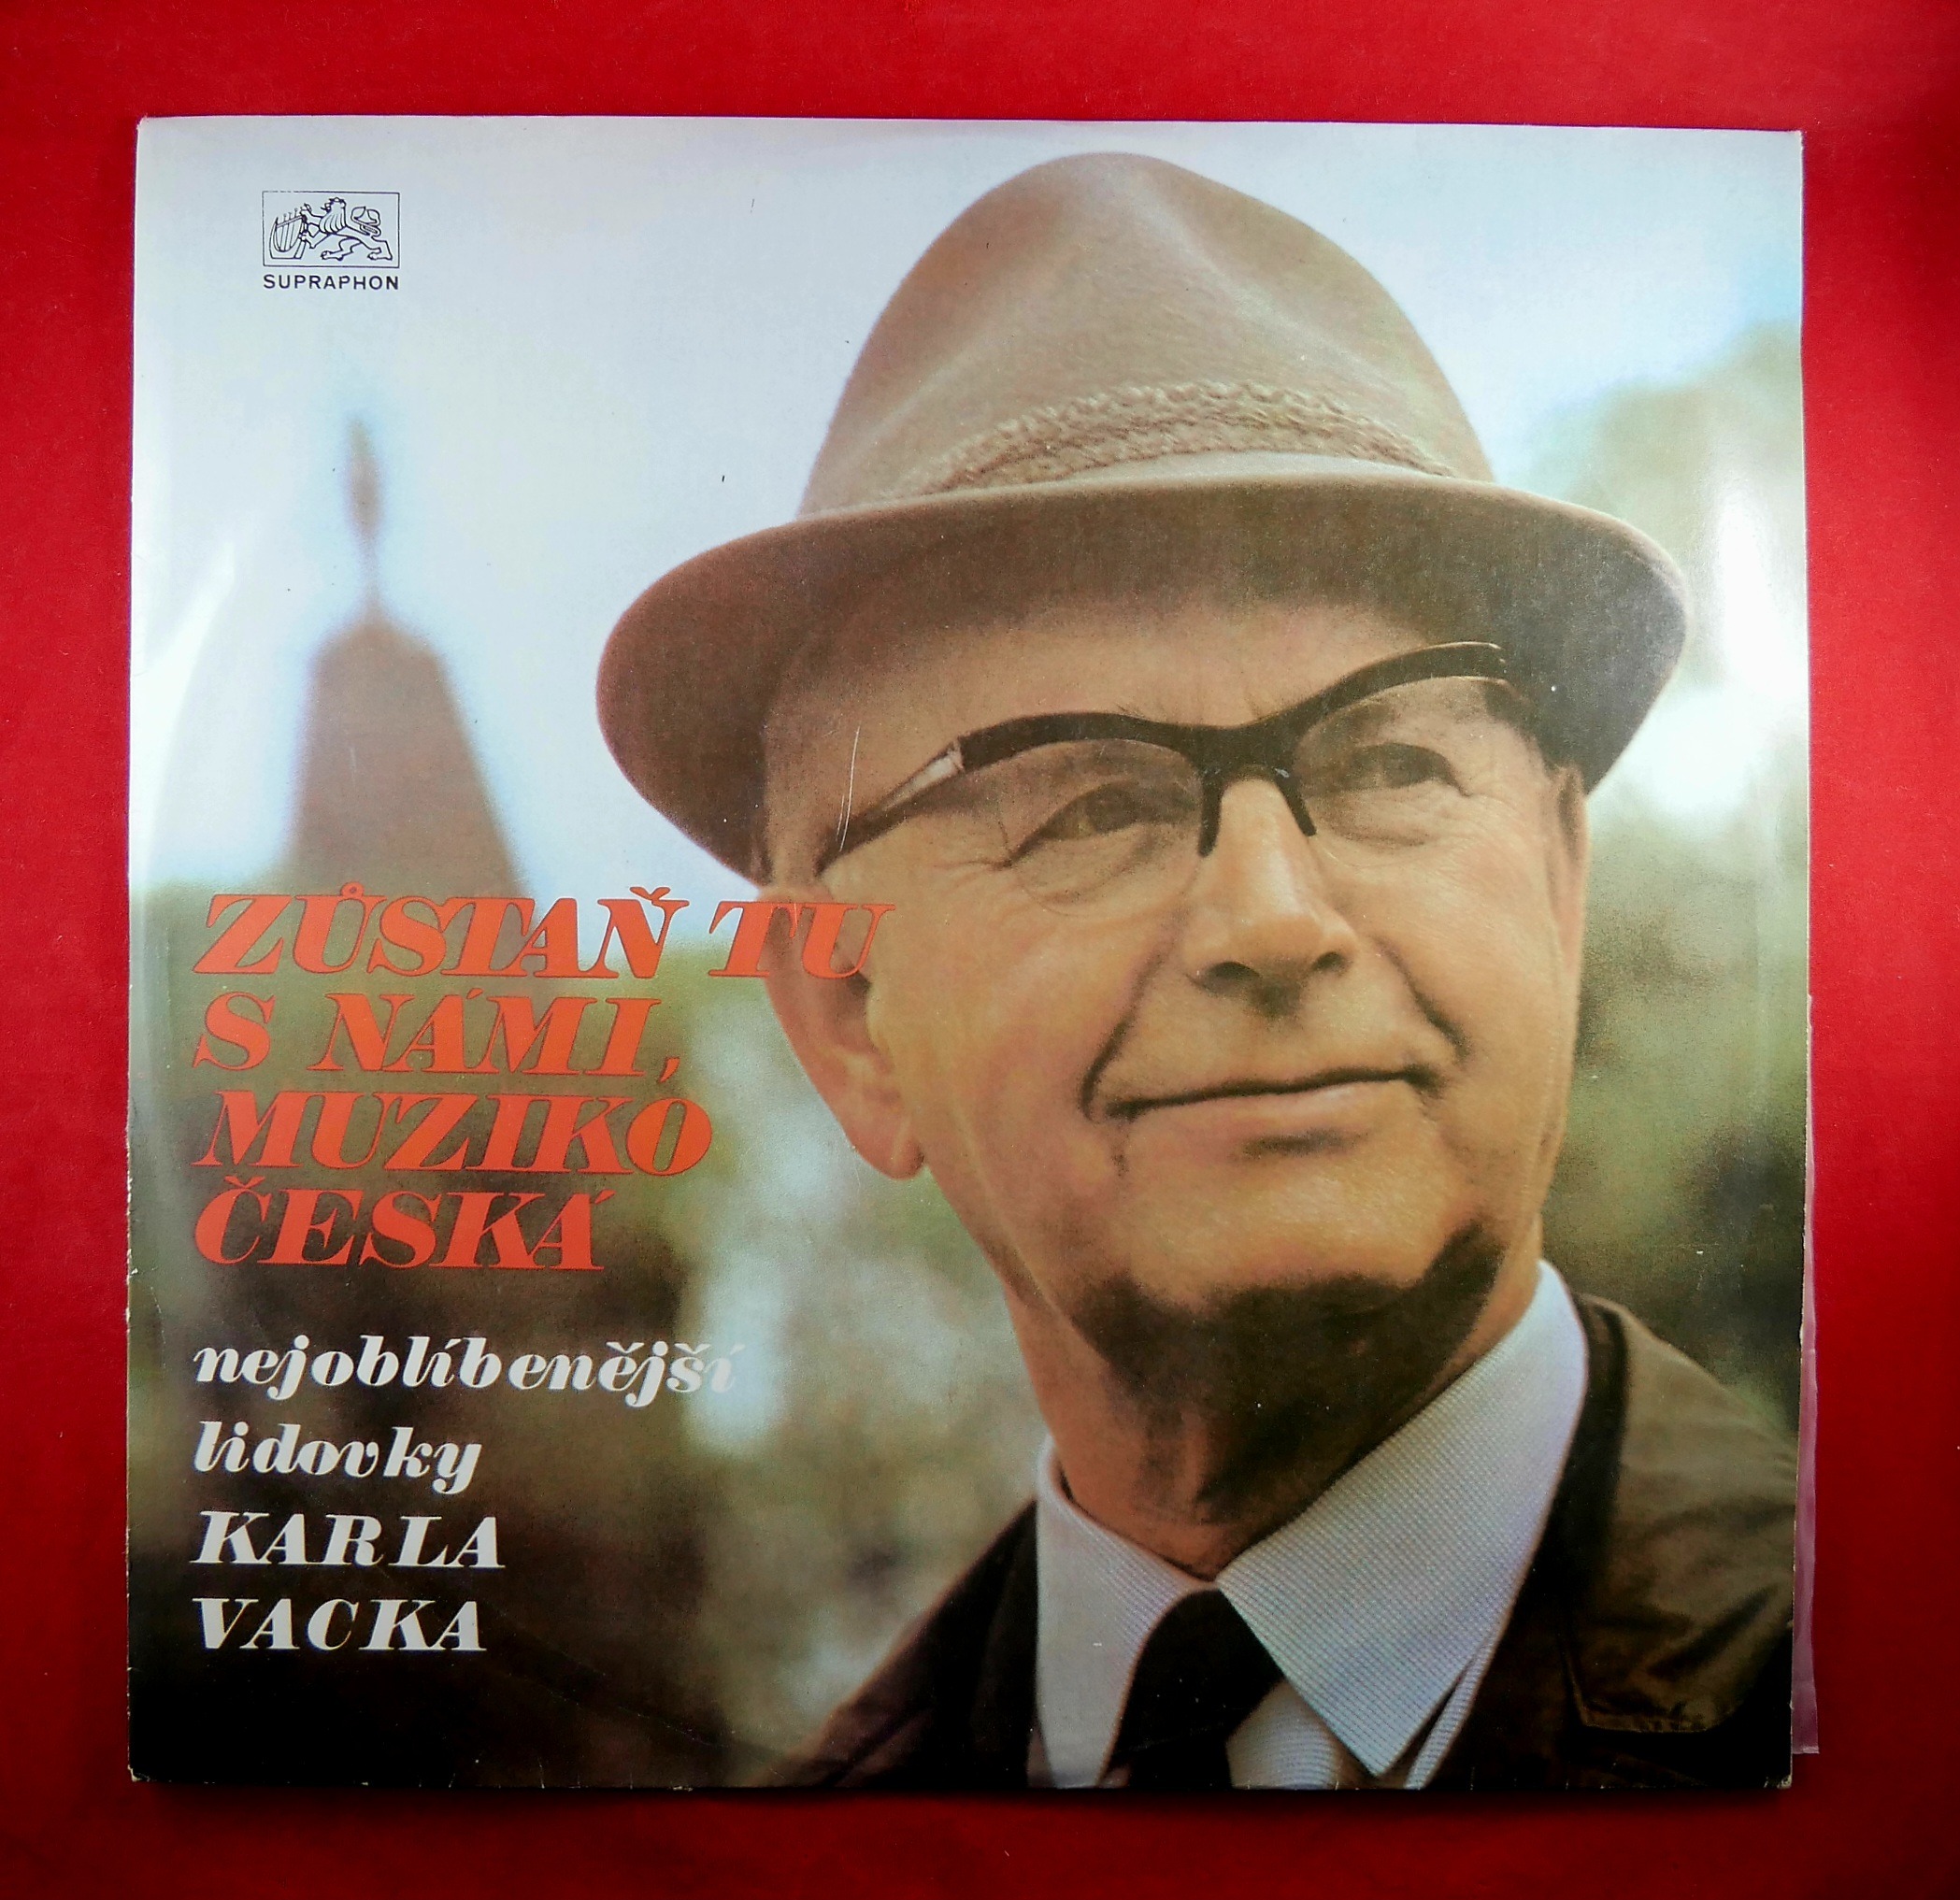 SUPRAPHON
ZŮSTAŇ TU
S NÁMI,
MUZIKO
ČESKÁ
nejoblíbenější
lidovky
KARLA
VACKA